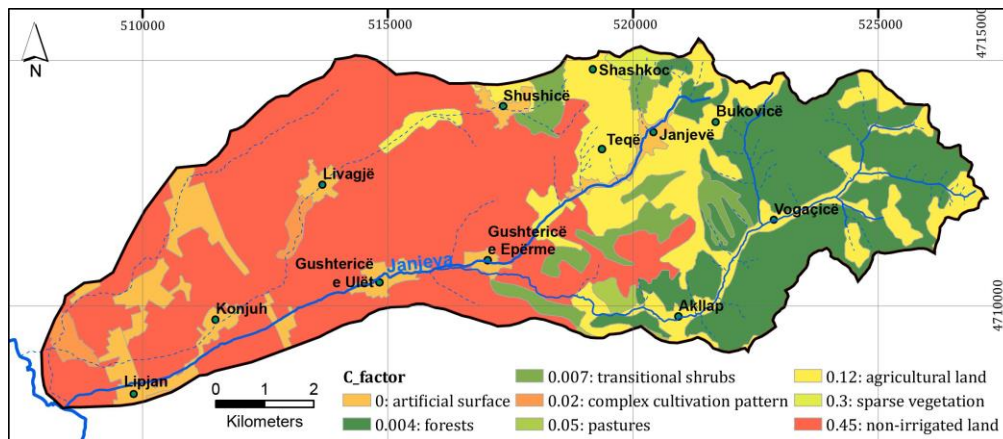 510000
515000
520000
525000
4715000
N
Shashkoc
Shushicë
Bukovicë
Janjevë
Teqë
Livagjë
Vogaçicë
Gushtericë
e Epërme
Gushtericë
e Ulët
Janjeva
4710000
Konjuh
Akllap
Lipjan
0 1 2
Kilometers
C_factor
0: artificial surface
0.004: forests
0.007: transitional shrubs
0.02: complex cultivation pattern
0.05: pastures
0.12: agricultural land
0.3: sparse vegetation
0.45: non-irrigated land